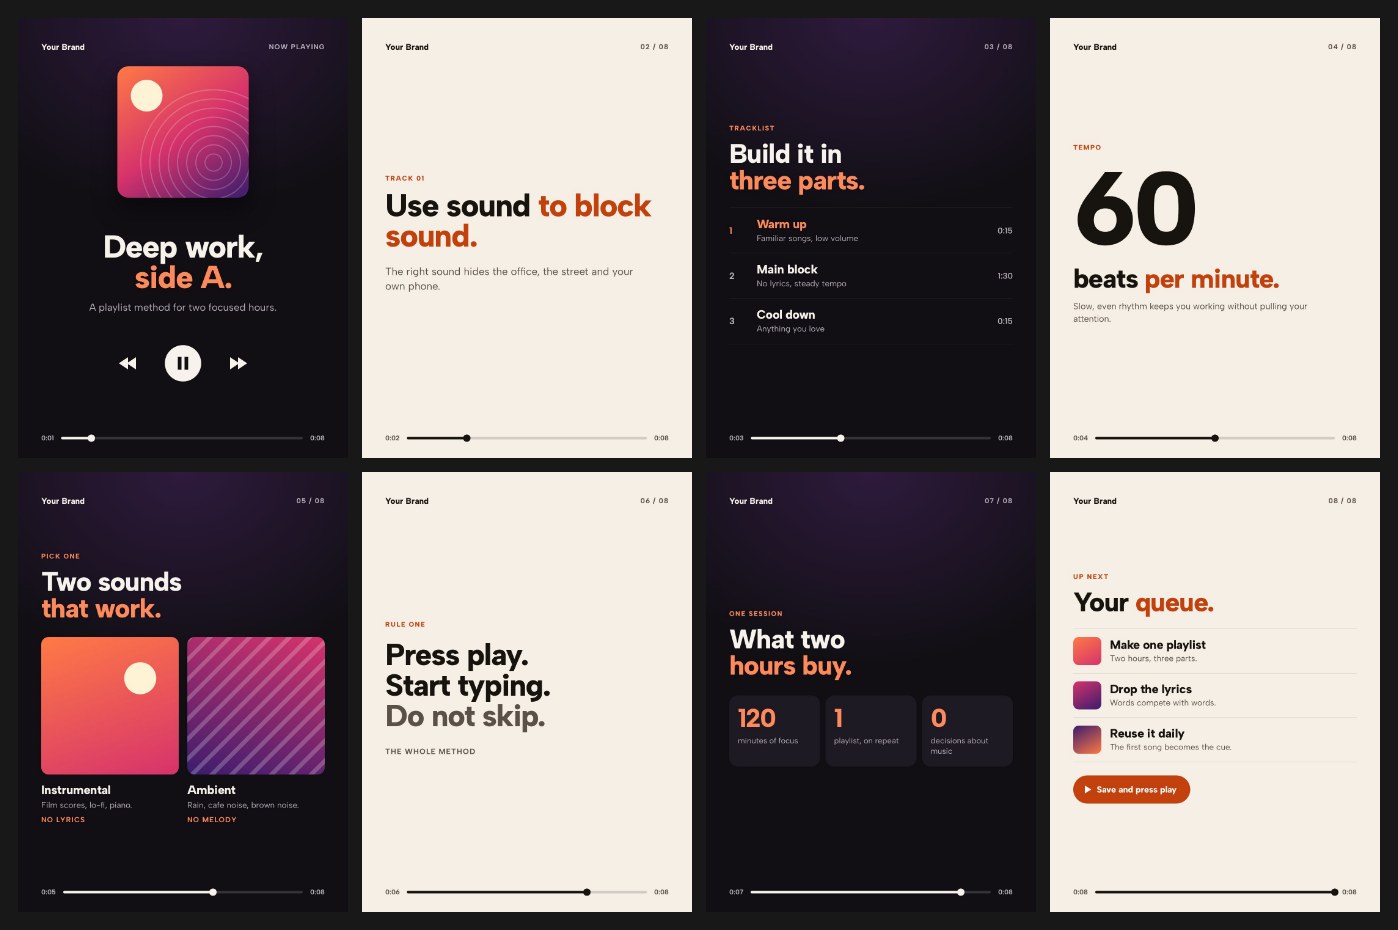 Your Brand
NOW PLAYING
Deep work,
side A.
A playlist method for two focused hours.
0:01
0:08
Your Brand
02 / 08
TRACK 01
Use sound to block
sound.
The right sound hides the office, the street and your
own phone.
0:02
0:08
Your Brand
03 / 08
TRACKLIST
Build it in
three parts.
1
Warm up
Familiar songs, low volume
0:15
2
Main block
No lyrics, steady tempo
1:30
3
Cool down
Anything you love
0:15
0:03
0:08
Your Brand
04 / 08
TEMPO
60
beats per minute.
Slow, even rhythm keeps you working without pulling your
attention.
0:04
0:08
Your Brand
05 / 08
PICK ONE
Two sounds
that work.
Instrumental
Film scores, lo-fi, piano.
NO LYRICS
Ambient
Rain, cafe noise, brown noise.
NO MELODY
0:05
0:08
Your Brand
06 / 08
RULE ONE
Press play.
Start typing.
Do not skip.
THE WHOLE METHOD
0:06
0:08
Your Brand
07 / 08
ONE SESSION
What two
hours buy.
120
minutes of focus
1
playlist, on repeat
0
decisions about
music
0:07
0:08
Your Brand
08 / 08
UP NEXT
Your queue.
Make one playlist
Two hours, three parts.
Drop the lyrics
Words compete with words.
Reuse it daily
The first song becomes the cue.
Save and press play
0:08
0:08